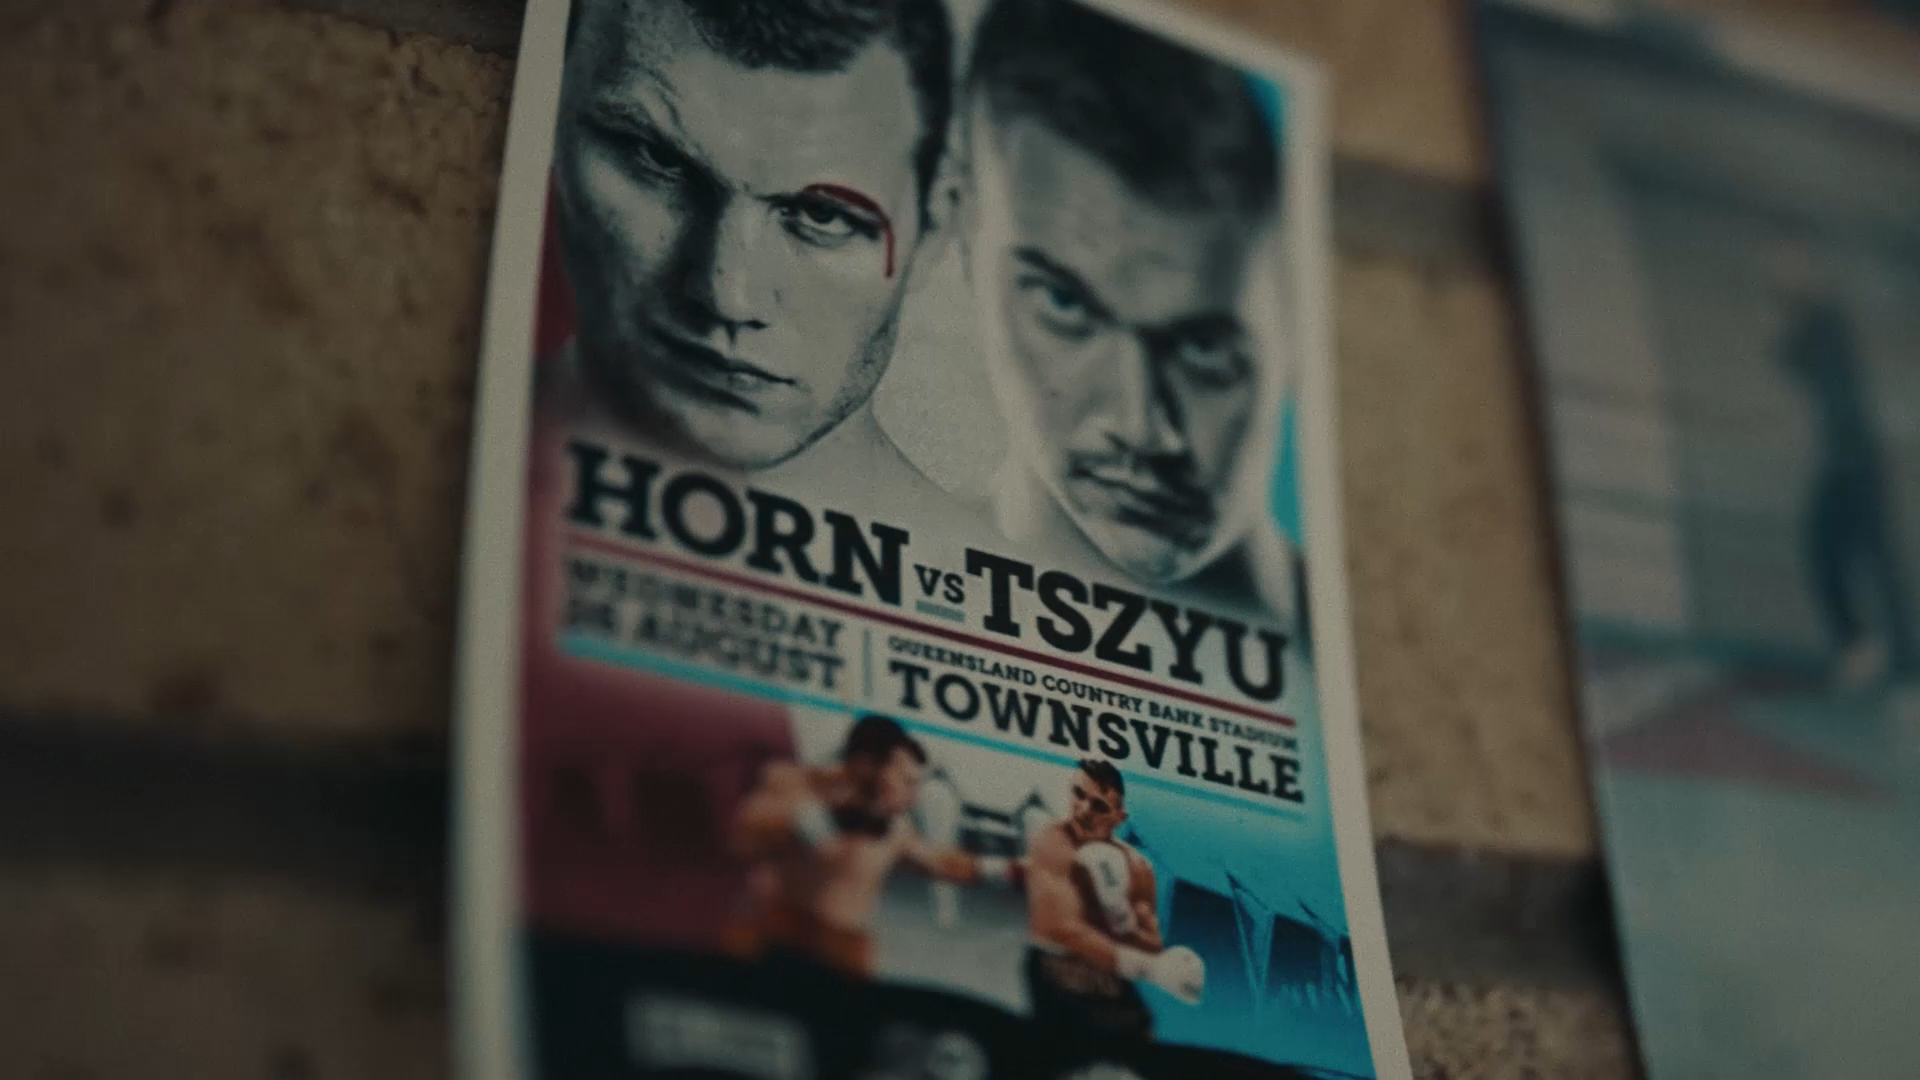 HORN VS TSZYU
WEDNESDAY
26 AUGUST
QUEENSLAND COUNTRY BANK STADIUM
TOWNSVILLE